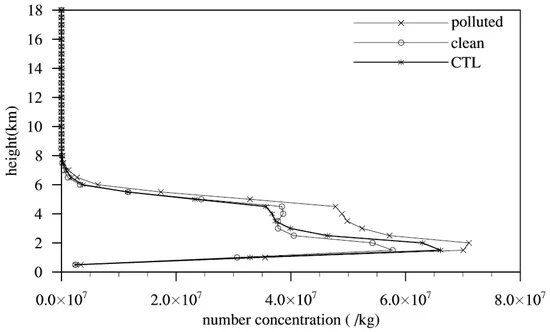 18
polluted
16
clean
14
CTL
12
10
8
6
4
2
0
height(km)
0.0×10⁷ 2.0×10⁷ 4.0×10⁷ 6.0×10⁷ 8.0×10⁷
number concentration ( /kg)